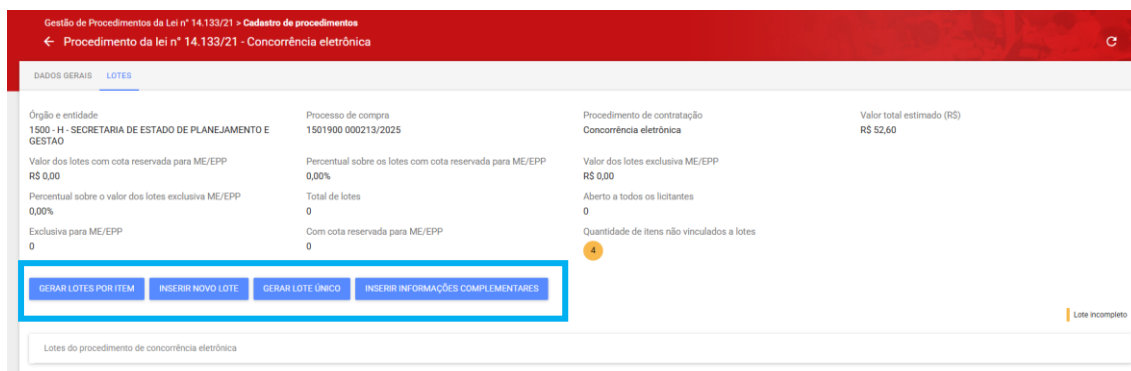 Gestão de Procedimentos da Lei n° 14.133/21 > Cadastro de procedimentos
Procedimento da lei n° 14.133/21 - Concorrência eletrônica
DADOS GERAIS LOTES
Órgão e entidade
1500 - H - SECRETARIA DE ESTADO DE PLANEJAMENTO E
GESTAO
Processo de compra
1501900 000213/2025
Procedimento de contratação
Concorrência eletrônica
Valor total estimado (R$)
R$ 52,60
Valor dos lotes com cota reservada para ME/EPP
R$ 0,00
Percentual sobre os lotes com cota reservada para ME/EPP
0,00%
Valor dos lotes exclusiva ME/EPP
R$ 0,00
Percentual sobre o valor dos lotes exclusiva ME/EPP
0,00%
Total de lotes
0
Aberto a todos os licitantes
0
Exclusiva para ME/EPP
0
Com cota reservada para ME/EPP
0
Quantidade de itens não vinculados a lotes
4
GERAR LOTES POR ITEM INSERIR NOVO LOTE GERAR LOTE ÚNICO INSERIR INFORMAÇÕES COMPLEMENTARES
Lote incompleto
Lotes do procedimento de concorrência eletrônica